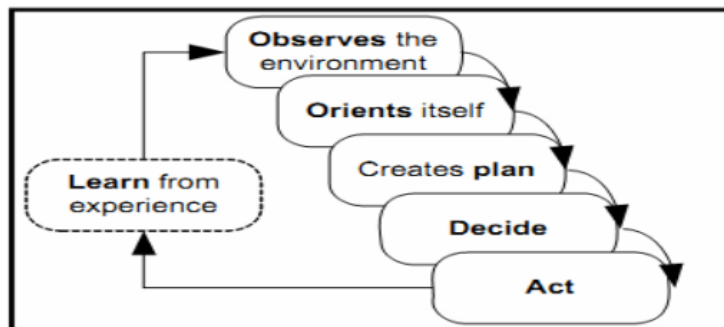 Observes the
environment
Orients itself
Creates plan
Learn from
experience
Decide
Act